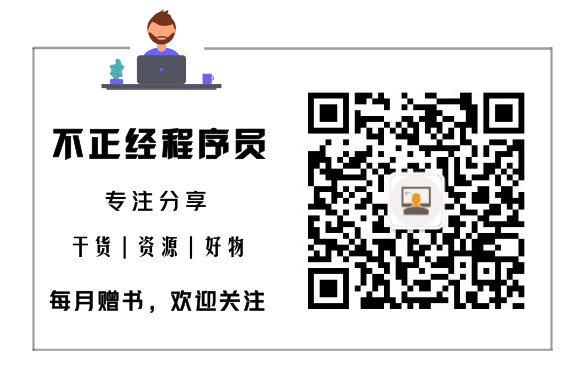 不正经程序员
专注分享
干货|资源|好物
每月赠书，欢迎关注